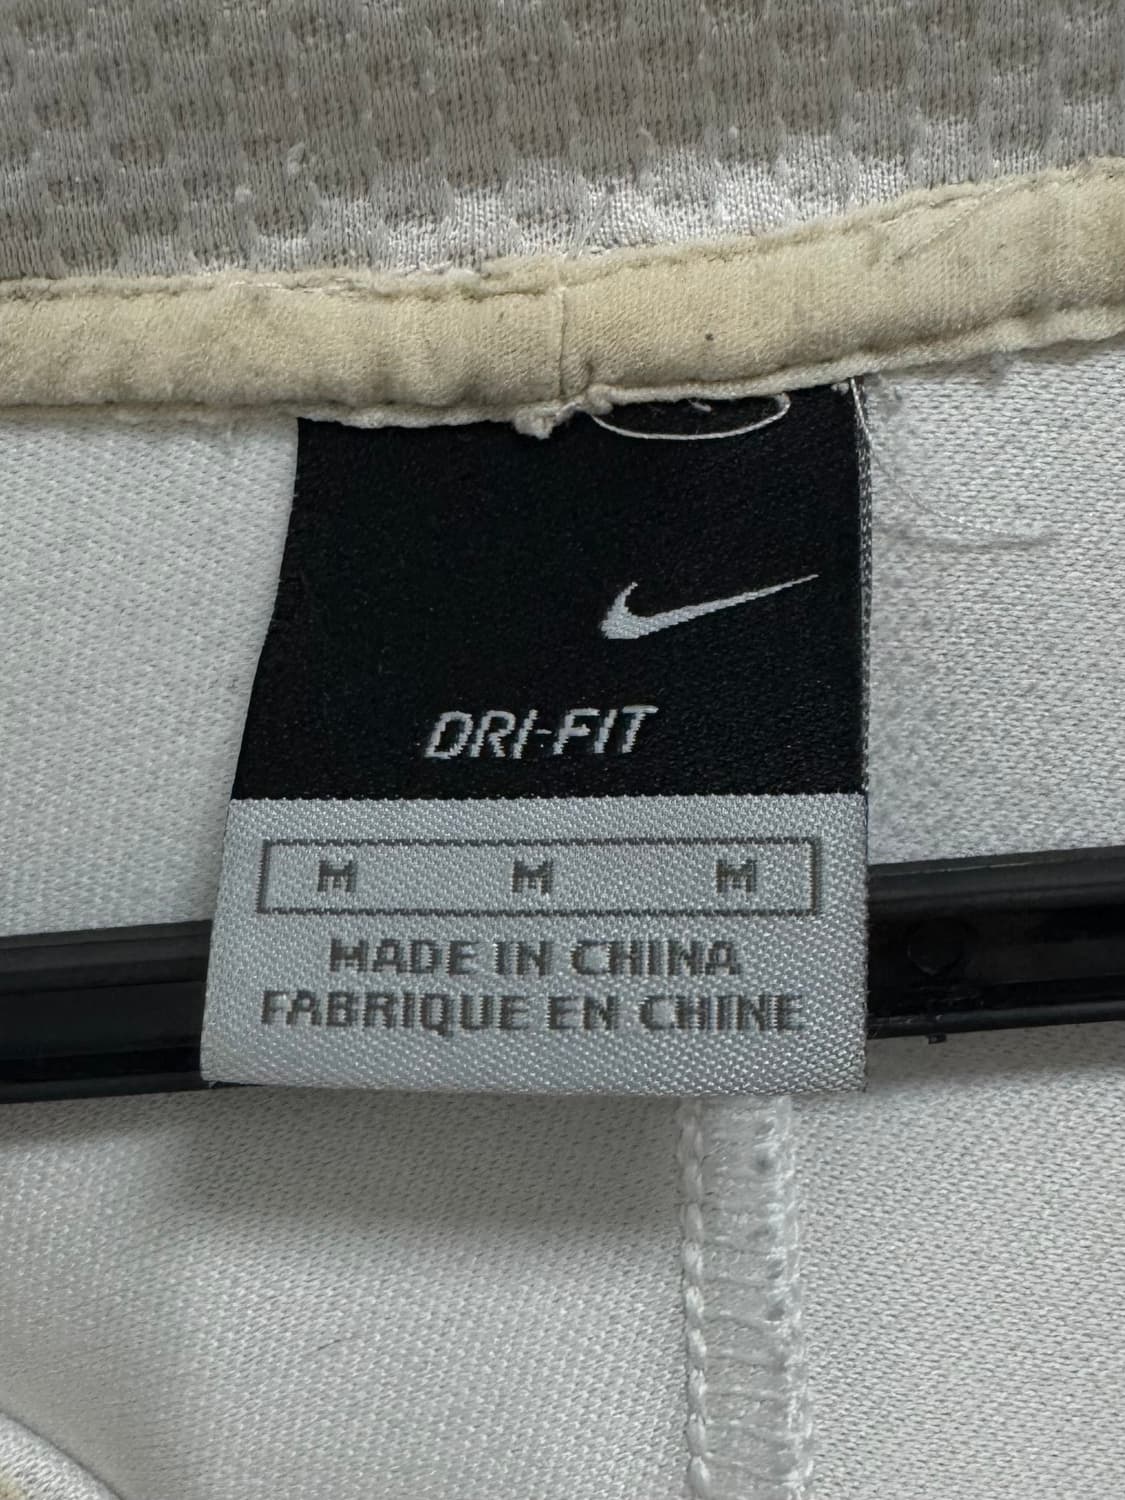 DRI-FIT
M M M
MADE IN CHINA
FABRIQUE EN CHINE